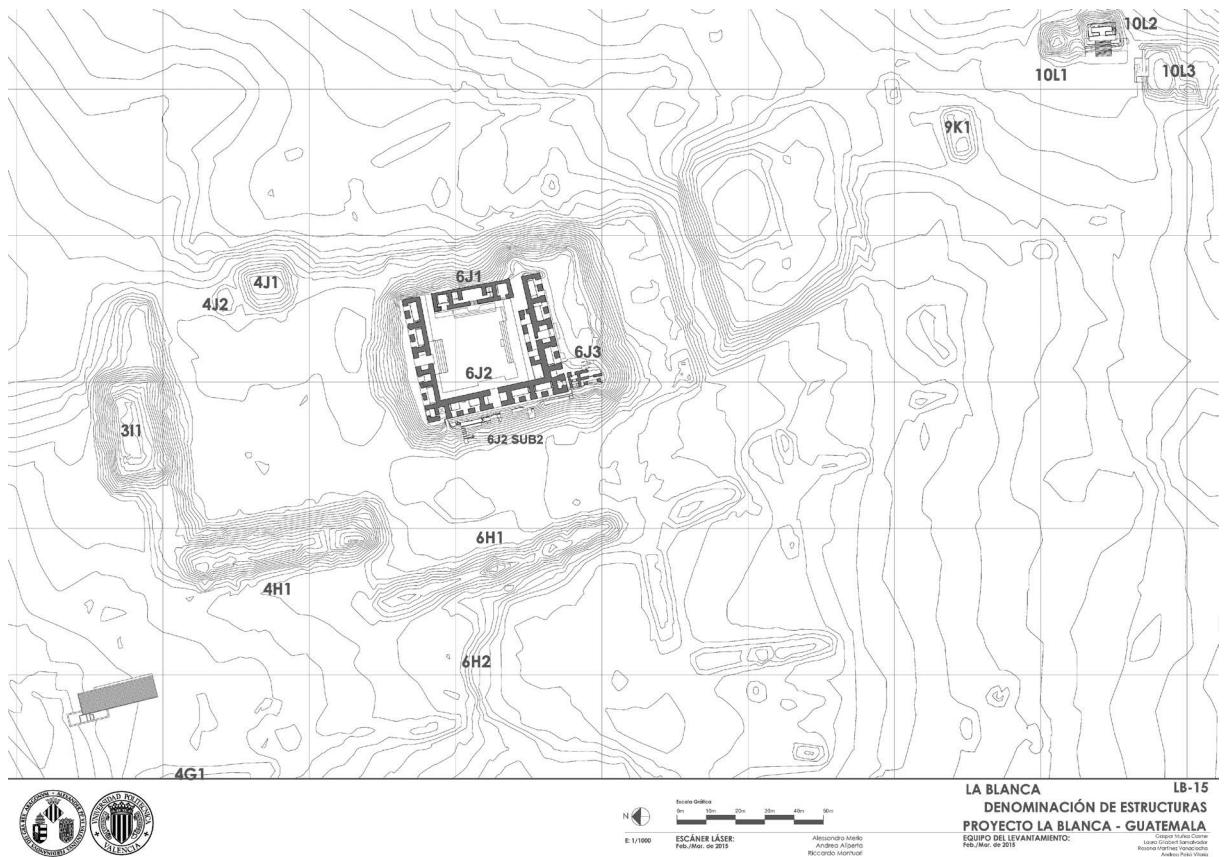 10L2
10L1
10L3
9K1
4J1
4J2
6J1
6J3
6J2
3I1
6J2 SUB2
6H1
4H1
6H2
4G1
UNIVERSIDAD POLITECNICA
VALENCIA
N
E: 1/1000
Escala Gráfica
0m 10m 20m 30m 40m 50m
ESCÁNER LÁSER:
Feb./Mar. de 2015
Alessandro Merlo
Andrea Aliperta
Riccardo Montuori
LA BLANCA LB-15
DENOMINACIÓN DE ESTRUCTURAS
PROYECTO LA BLANCA - GUATEMALA
EQUIPO DEL LEVANTAMIENTO:
Feb./Mar. de 2015
Gaspar Muñoz Cosme
Laura Gilabert Sansalvador
Rosana Martínez Vanaclocha
Andrea Peiró Vitoria